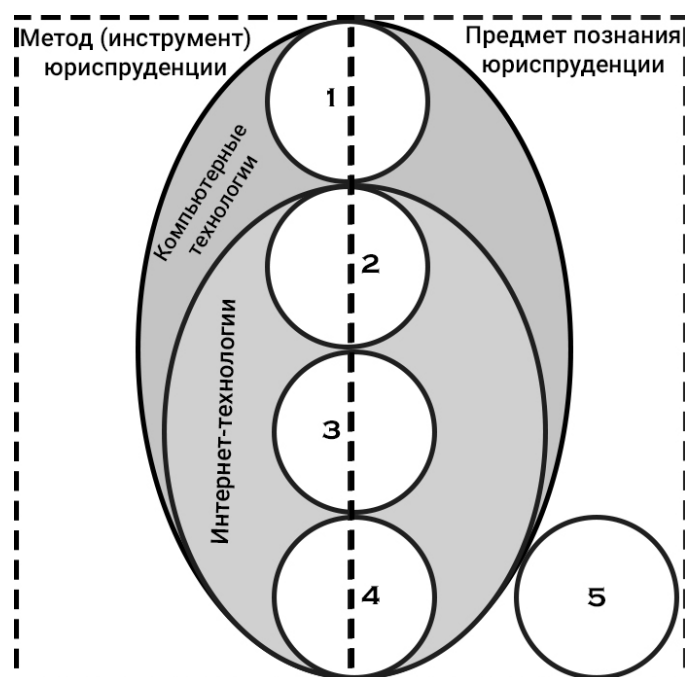 Метод (инструмент)
юриспруденции
Предмет познания
юриспруденции
1
Компьютерные
технологии
2
Интернет-технологии
3
4
5